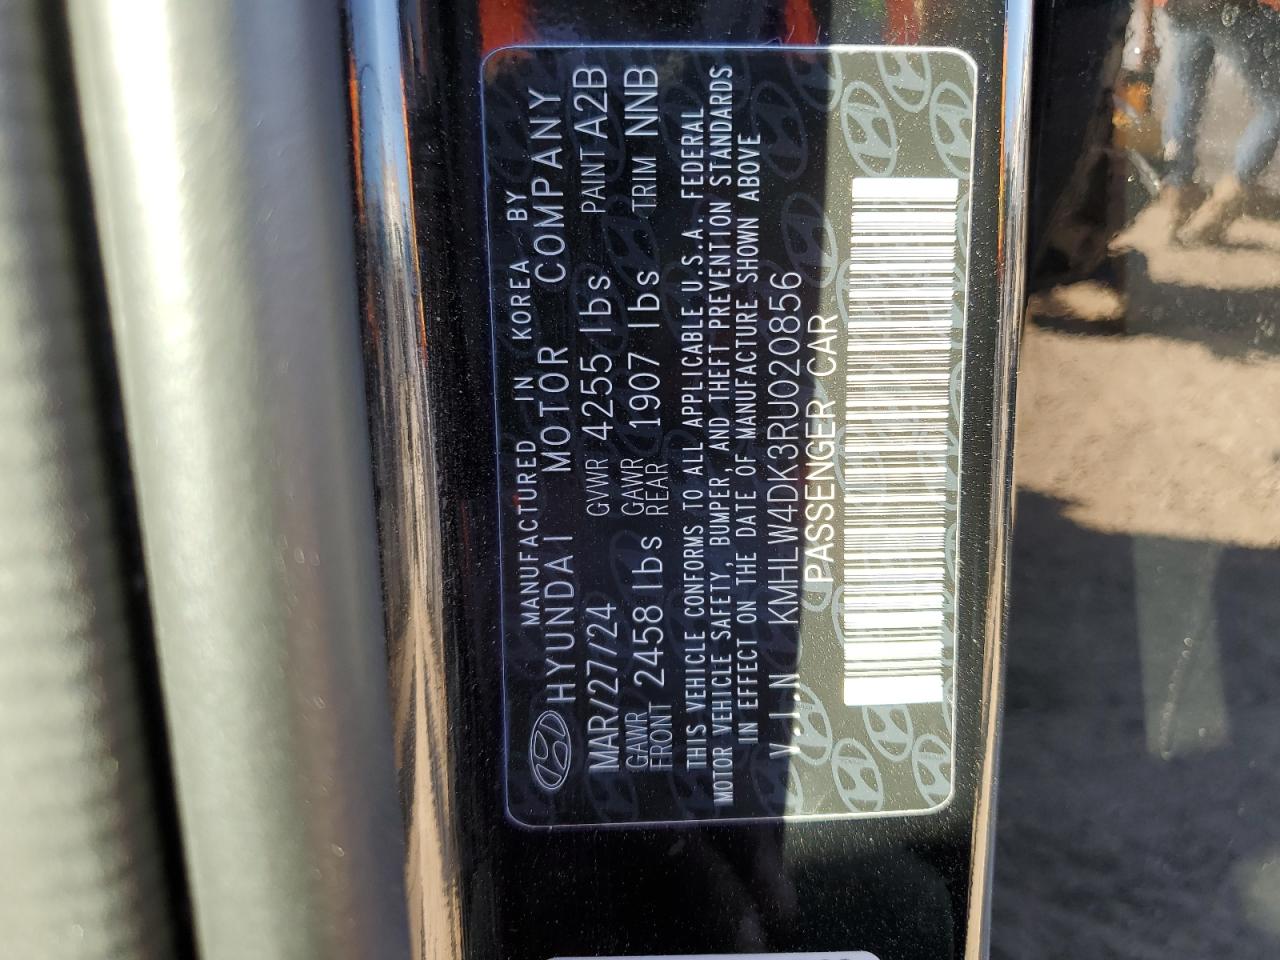 MANUFACTURED IN KOREA BY
HYUNDAI MOTOR COMPANY
MAR/27/24 GVWR 4255 lbs PAINT A2B
GAWR FRONT 2458 lbs GAWR REAR 1907 lbs TRIM NNB
THIS VEHICLE CONFORMS TO ALL APPLICABLE U.S.A. FEDERAL
MOTOR VEHICLE SAFETY, BUMPER, AND THEFT PREVENTION STANDARDS
IN EFFECT ON THE DATE OF MANUFACTURE SHOWN ABOVE
V.I.N KMHLW4DK3RU020856
PASSENGER CAR